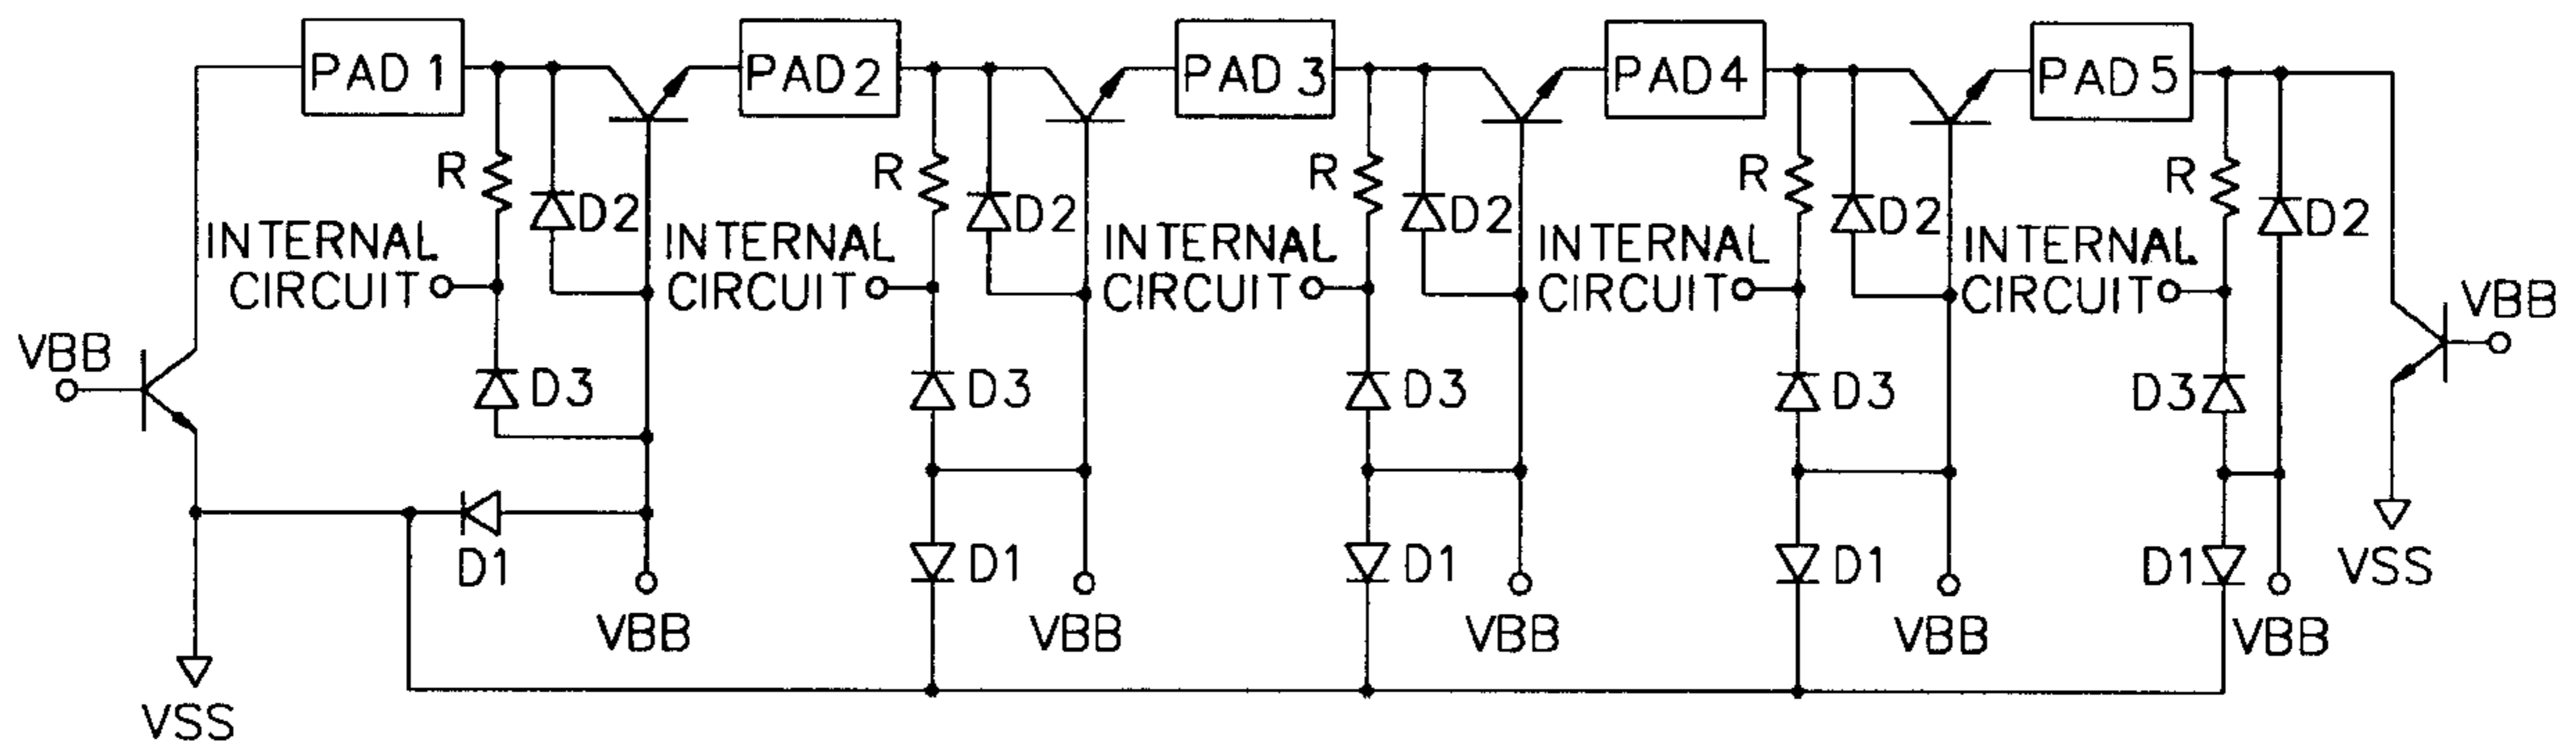 PAD 1
PAD 2
PAD 3
PAD 4
PAD 5
R
D2
R
D2
R
D2
R
D2
R
D2
INTERNAL
CIRCUIT
INTERNAL
CIRCUIT
INTERNAL
CIRCUIT
INTERNAL
CIRCUIT
INTERNAL
CIRCUIT
VBB
VBB
D3
D3
D3
D3
D3
D1
D1
D1
D1
D1
VSS
VBB
VBB
VBB
VBB
VBB
VSS